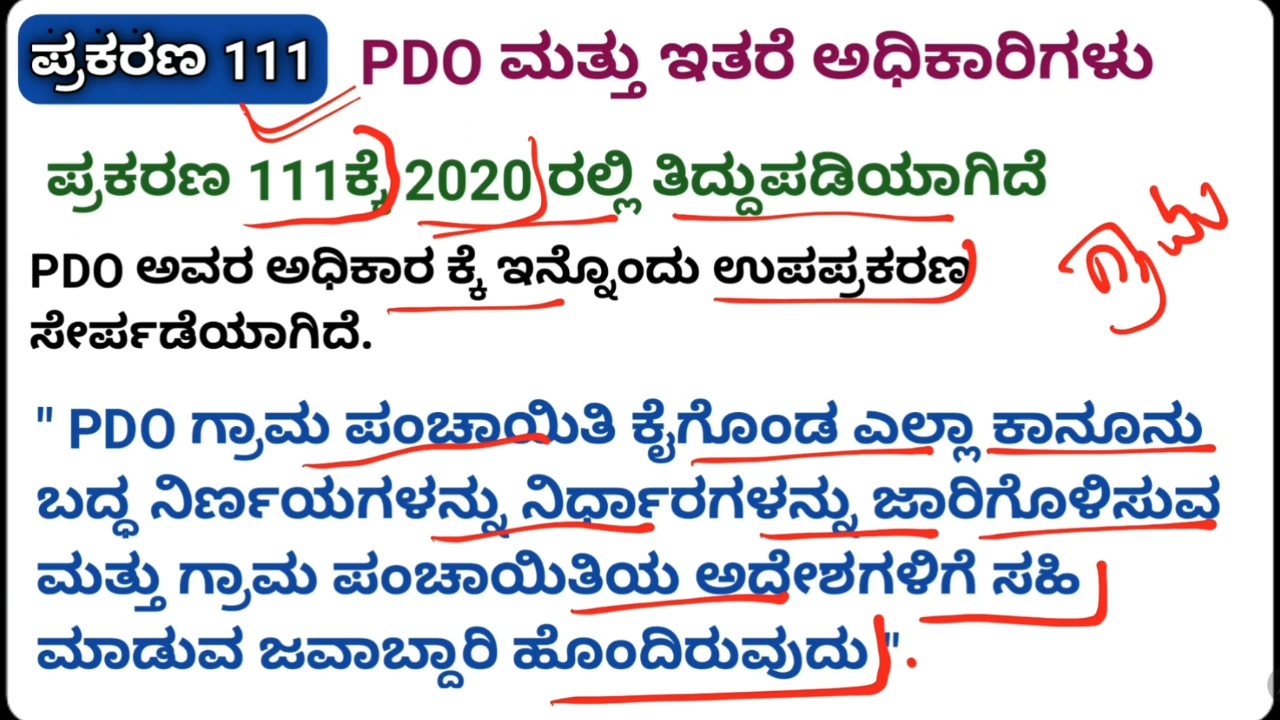 ಪ್ರಕರಣ 111 PDO ಮತ್ತು ಇತರೆ ಅಧಿಕಾರಿಗಳು
ಪ್ರಕರಣ 111ಕ್ಕೆ 2020 ರಲ್ಲಿ ತಿದ್ದುಪಡಿಯಾಗಿದೆ
ಗ್ರಾಮ
PDO ಅವರ ಅಧಿಕಾರ ಕ್ಕೆ ಇನ್ನೊಂದು ಉಪಪ್ರಕರಣ
ಸೇರ್ಪಡೆಯಾಗಿದೆ.
" PDO ಗ್ರಾಮ ಪಂಚಾಯಿತಿ ಕೈಗೊಂಡ ಎಲ್ಲಾ ಕಾನೂನು
ಬದ್ಧ ನಿರ್ಣಯಗಳನ್ನು ನಿರ್ಧಾರಗಳನ್ನು ಜಾರಿಗೊಳಿಸುವ
ಮತ್ತು ಗ್ರಾಮ ಪಂಚಾಯಿತಿಯ ಅದೇಶಗಳಿಗೆ ಸಹಿ
ಮಾಡುವ ಜವಾಬ್ದಾರಿ ಹೊಂದಿರುವುದು ".